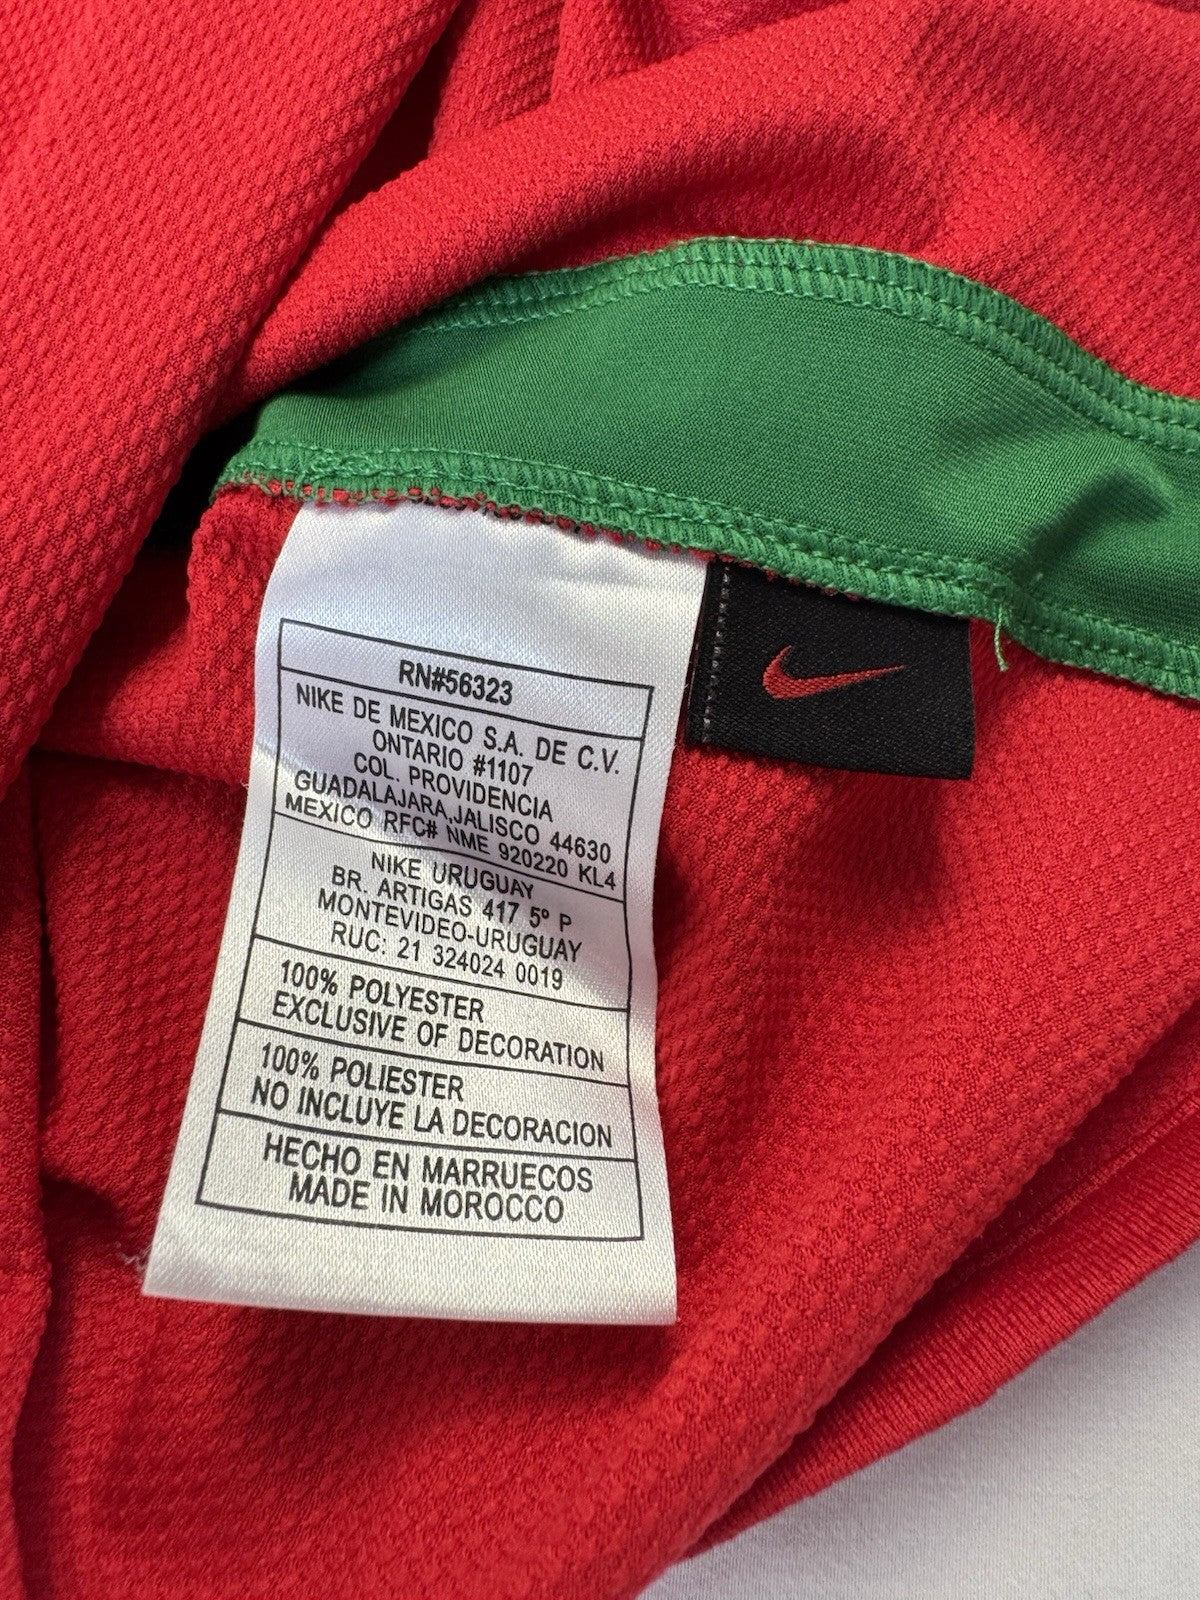 RN#56323
NIKE DE MEXICO S.A. DE C.V.
ONTARIO #1107
COL. PROVIDENCIA
GUADALAJARA,JALISCO 44630
MEXICO RFC# NME 920220 KL4
NIKE URUGUAY
BR. ARTIGAS 417 5º P
MONTEVIDEO-URUGUAY
RUC: 21 324024 0019
100% POLYESTER
EXCLUSIVE OF DECORATION
100% POLIESTER
NO INCLUYE LA DECORACION
HECHO EN MARRUECOS
MADE IN MOROCCO